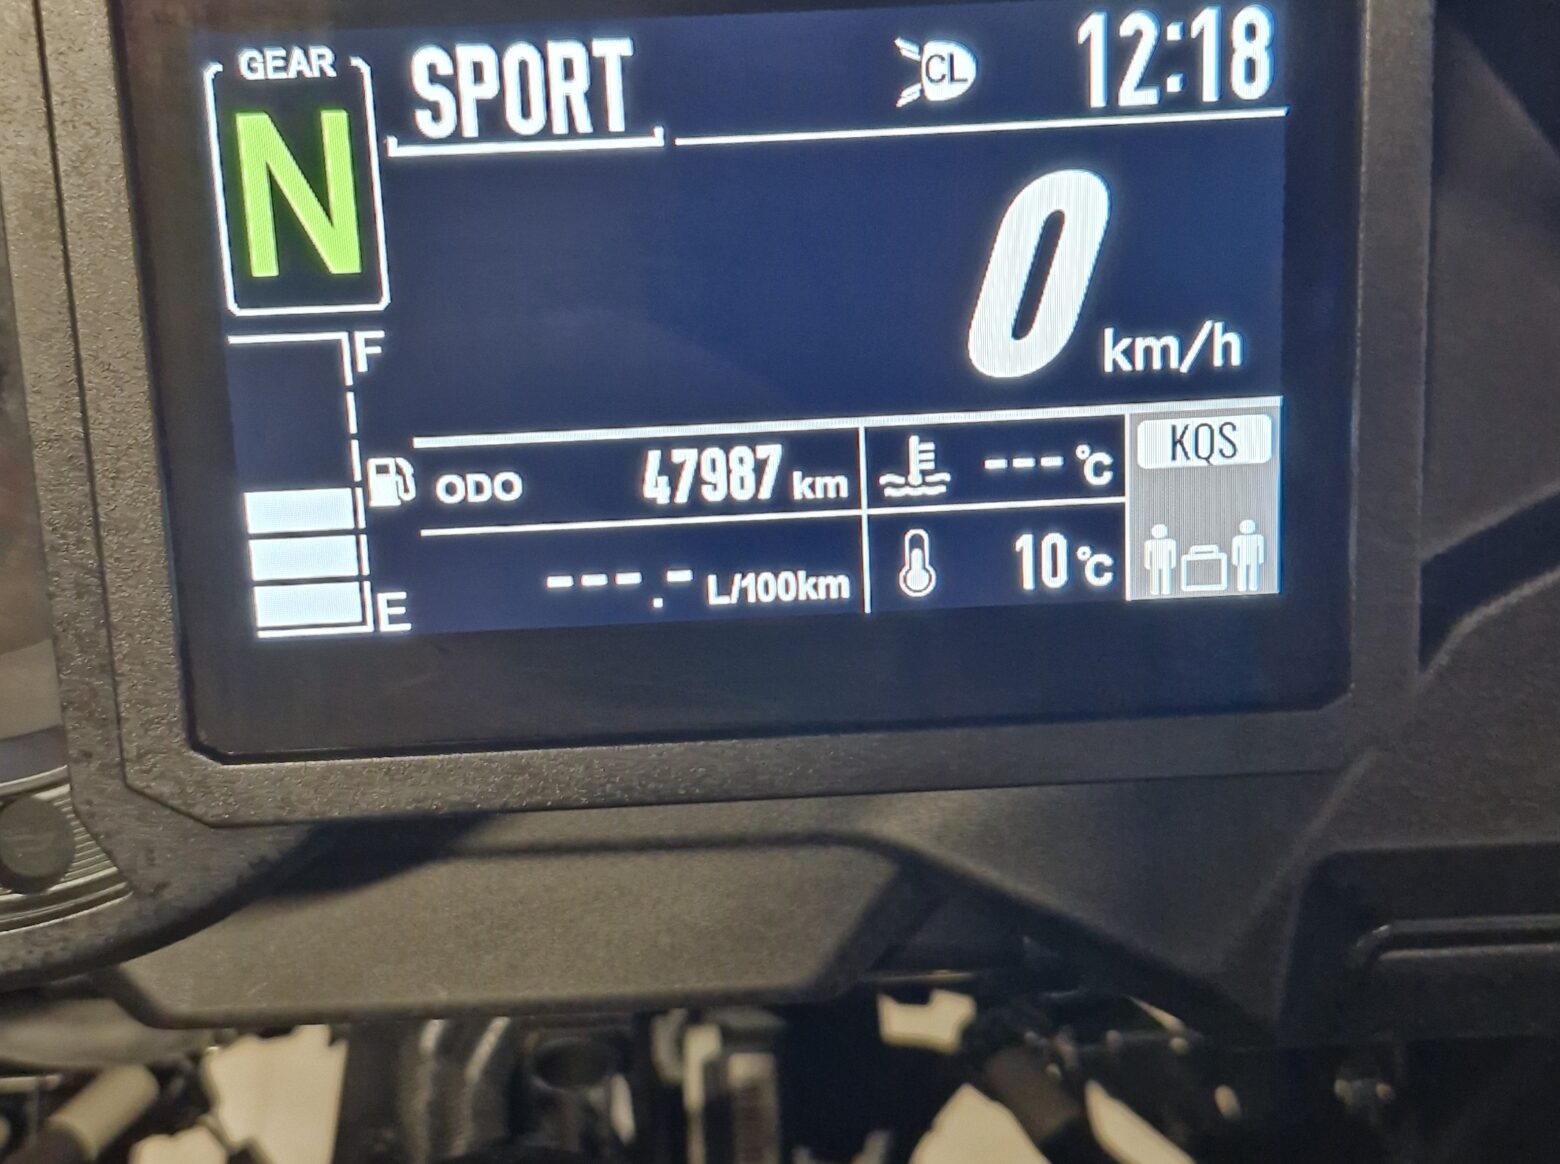 GEAR
N
SPORT
CL
12:18
0 km/h
F
E
ODO 47987 km
---.- L/100km
--- °C
10 °C
KQS